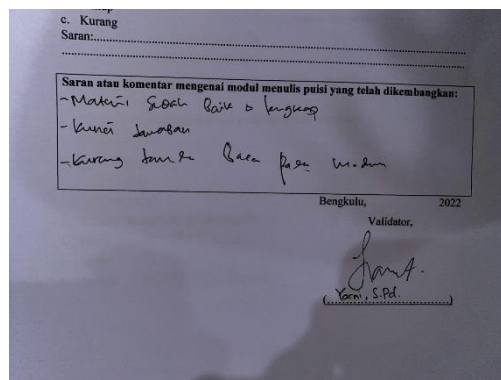 c. Kurang
Saran:
Saran atau komentar mengenai modul menulis puisi yang telah dikembangkan:
- Materi sudah Baik & lengkap
- Kunci Jawaban
- Kurang tanda Baca pada modul
Bengkulu, 2022
Validator,
(Yarni, S.Pd.)